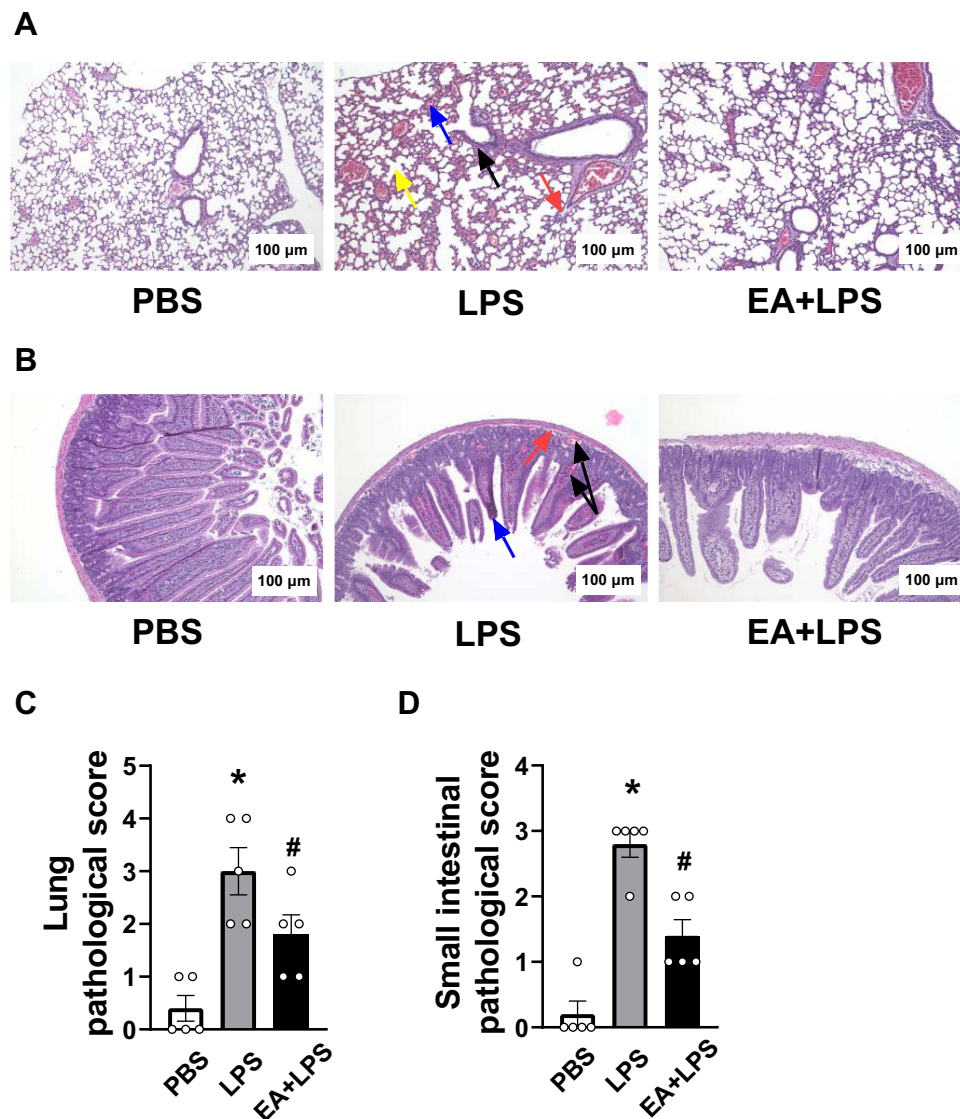 A
100 μm
100 μm
100 μm
PBS
LPS
EA+LPS
B
100 μm
100 μm
100 μm
PBS
LPS
EA+LPS
C
D
Lung
pathological score
5
4
3
2
1
0
*
#
PBS
LPS
EA+LPS
Small intestinal
pathological score
4
3
2
1
0
*
#
PBS
LPS
EA+LPS